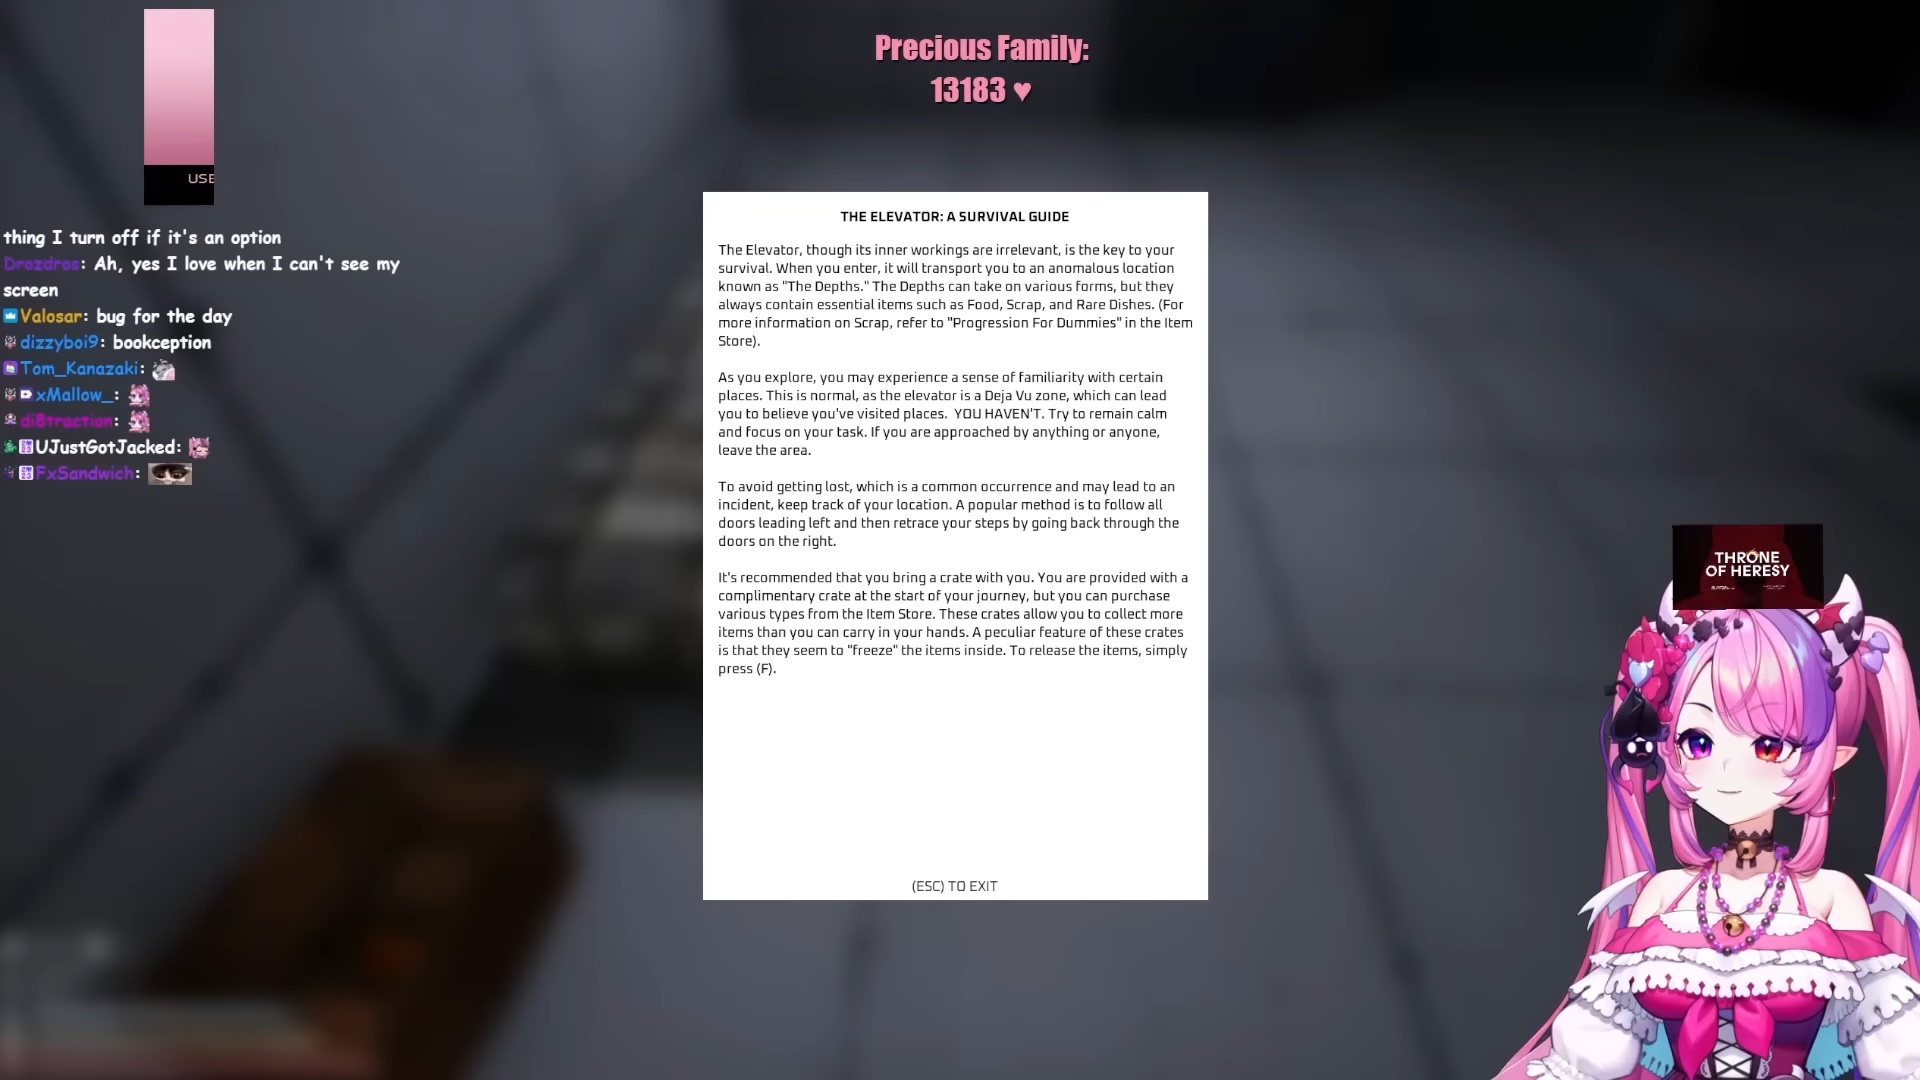 Precious Family:
13183 ♥
USE
thing I turn off if it's an option
Drozdros: Ah, yes I love when I can't see my
screen
Valosar: bug for the day
dizzyboi9: bookception
Tom_Kanazaki:
xMallow_:
di8traction:
UJustGotJacked:
FxSandwich:
THE ELEVATOR: A SURVIVAL GUIDE
The Elevator, though its inner workings are irrelevant, is the key to your
survival. When you enter, it will transport you to an anomalous location
known as "The Depths." The Depths can take on various forms, but they
always contain essential items such as Food, Scrap, and Rare Dishes. (For
more information on Scrap, refer to "Progression For Dummies" in the Item
Store).
As you explore, you may experience a sense of familiarity with certain
places. This is normal, as the elevator is a Deja Vu zone, which can lead
you to believe you've visited places.  YOU HAVEN'T. Try to remain calm
and focus on your task. If you are approached by anything or anyone,
leave the area.
To avoid getting lost, which is a common occurrence and may lead to an
incident, keep track of your location. A popular method is to follow all
doors leading left and then retrace your steps by going back through the
doors on the right.
It's recommended that you bring a crate with you. You are provided with a
complimentary crate at the start of your journey, but you can purchase
various types from the Item Store. These crates allow you to collect more
items than you can carry in your hands. A peculiar feature of these crates
is that they seem to "freeze" the items inside. To release the items, simply
press (F).
(ESC) TO EXIT
THRONE
OF HERESY